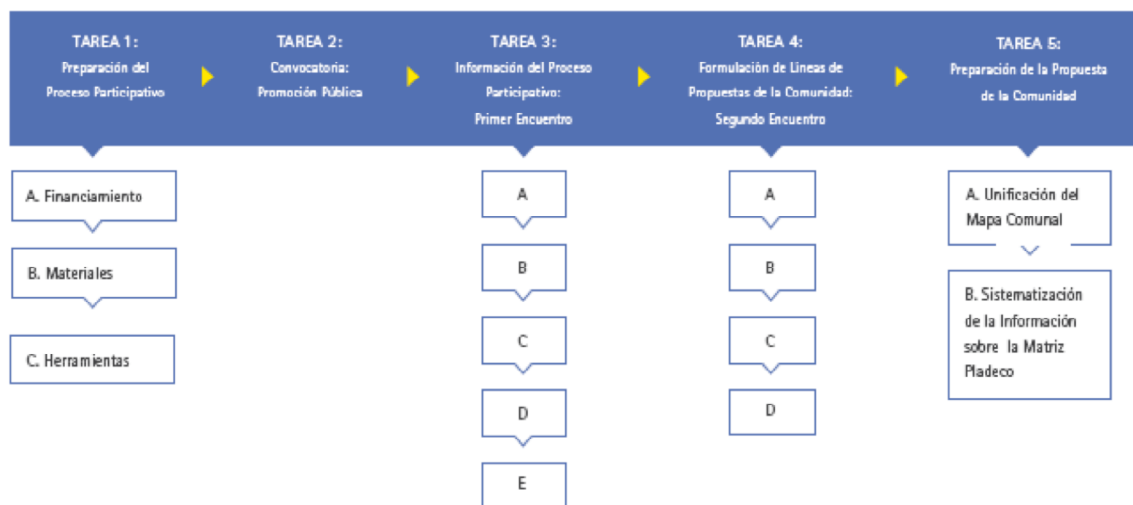 TAREA 1:
Preparación del
Proceso Participativo
TAREA 2:
Convocatoria:
Promoción Pública
TAREA 3:
Información del Proceso
Participativo:
Primer Encuentro
TAREA 4:
Formulación de Lineas de
Propuestas de la Comunidad:
Segundo Encuentro
TAREA 5:
Preparación de la Propuesta
de la Comunidad
A. Financiamiento
B. Materiales
C. Herramientas
A
B
C
D
E
A
B
C
D
A. Unificación del
Mapa Comunal
B. Sistematización
de la Información
sobre la Matriz
Pladeco